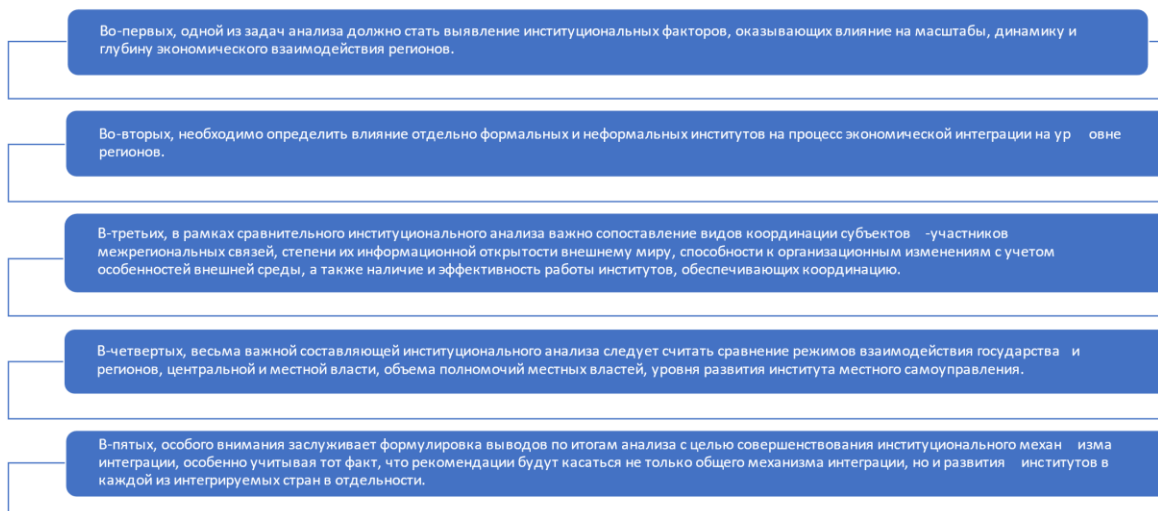 Во-первых, одной из задач анализа должно стать выявление институциональных факторов, оказывающих влияние на масштабы, динамику и
глубину экономического взаимодействия регионов.
Во-вторых, необходимо определить влияние отдельно формальных и неформальных институтов на процесс экономической интеграции на ур овне
регионов.
В-третьих, в рамках сравнительного институционального анализа важно сопоставление видов координации субъектов -участников
межрегиональных связей, степени их информационной открытости внешнему миру, способности к организационным изменениям с учетом
особенностей внешней среды, а также наличие и эффективность работы институтов, обеспечивающих координацию.
В-четвертых, весьма важной составляющей институционального анализа следует считать сравнение режимов взаимодействия государства и
регионов, центральной и местной власти, объема полномочий местных властей, уровня развития института местного самоуправления.
В-пятых, особого внимания заслуживает формулировка выводов по итогам анализа с целью совершенствования институционального механ изма
интеграции, особенно учитывая тот факт, что рекомендации будут касаться не только общего механизма интеграции, но и развития институтов в
каждой из интегрируемых стран в отдельности.